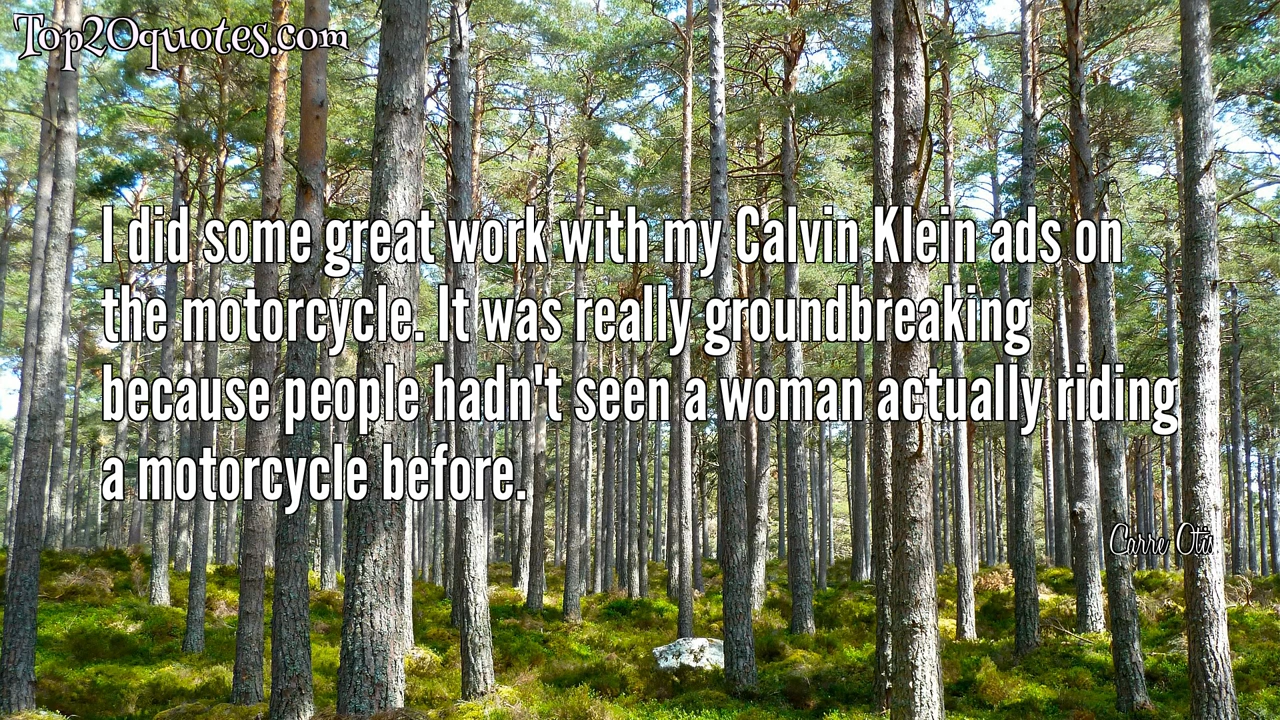 Top20quotes.com
I did some great work with my Calvin Klein ads on
the motorcycle. It was really groundbreaking
because people hadn't seen a woman actually riding
a motorcycle before.
Carre Otis